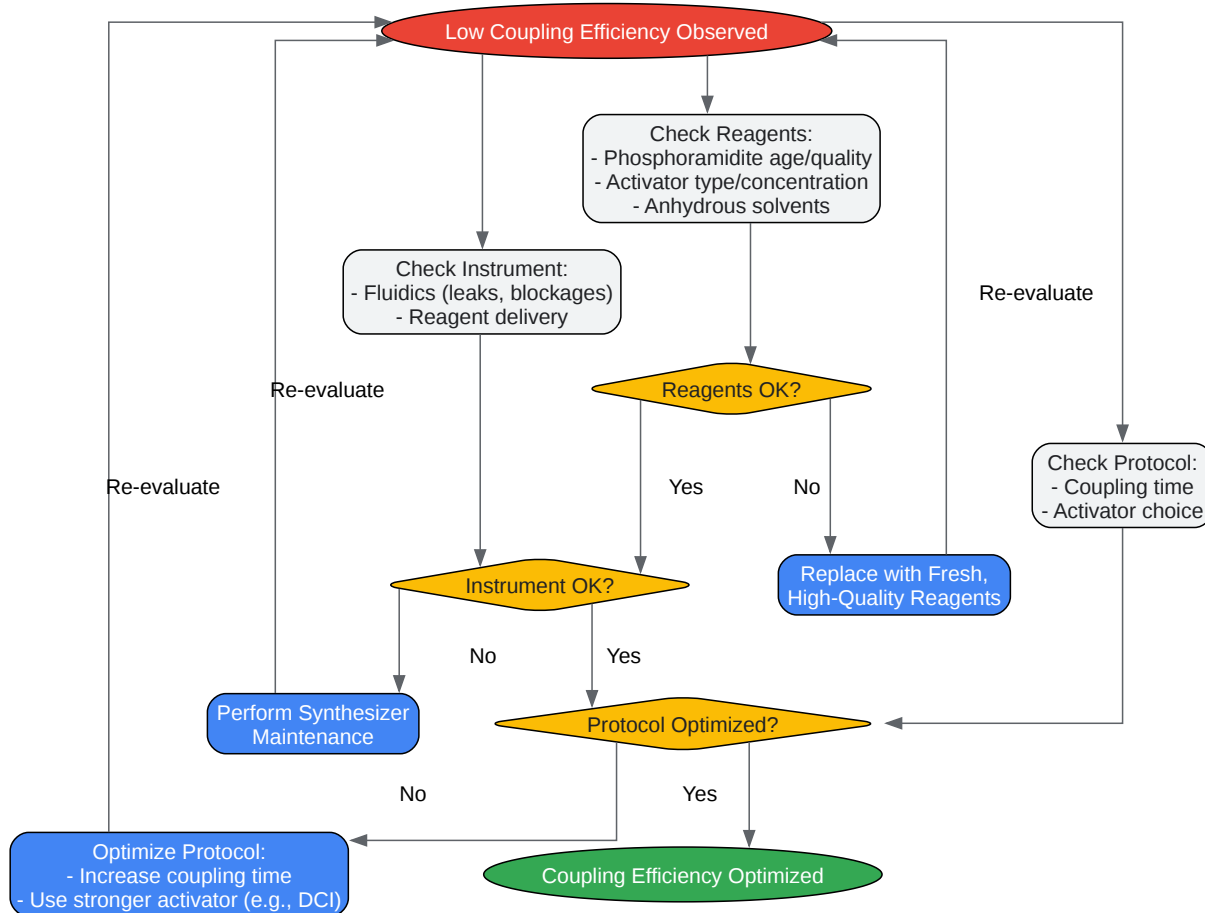 Low Coupling Efficiency Observed
Check Reagents:
- Phosphoramidite age/quality
- Activator type/concentration
- Anhydrous solvents
Check Instrument:
- Fluidics (leaks, blockages)
- Reagent delivery
Re-evaluate
Re-evaluate
Reagents OK?
Check Protocol:
- Coupling time
- Activator choice
Re-evaluate
Yes
No
Instrument OK?
Replace with Fresh,
High-Quality Reagents
No
Yes
Perform Synthesizer
Maintenance
Protocol Optimized?
No
Yes
Optimize Protocol:
- Increase coupling time
- Use stronger activator (e.g., DCI)
Coupling Efficiency Optimized